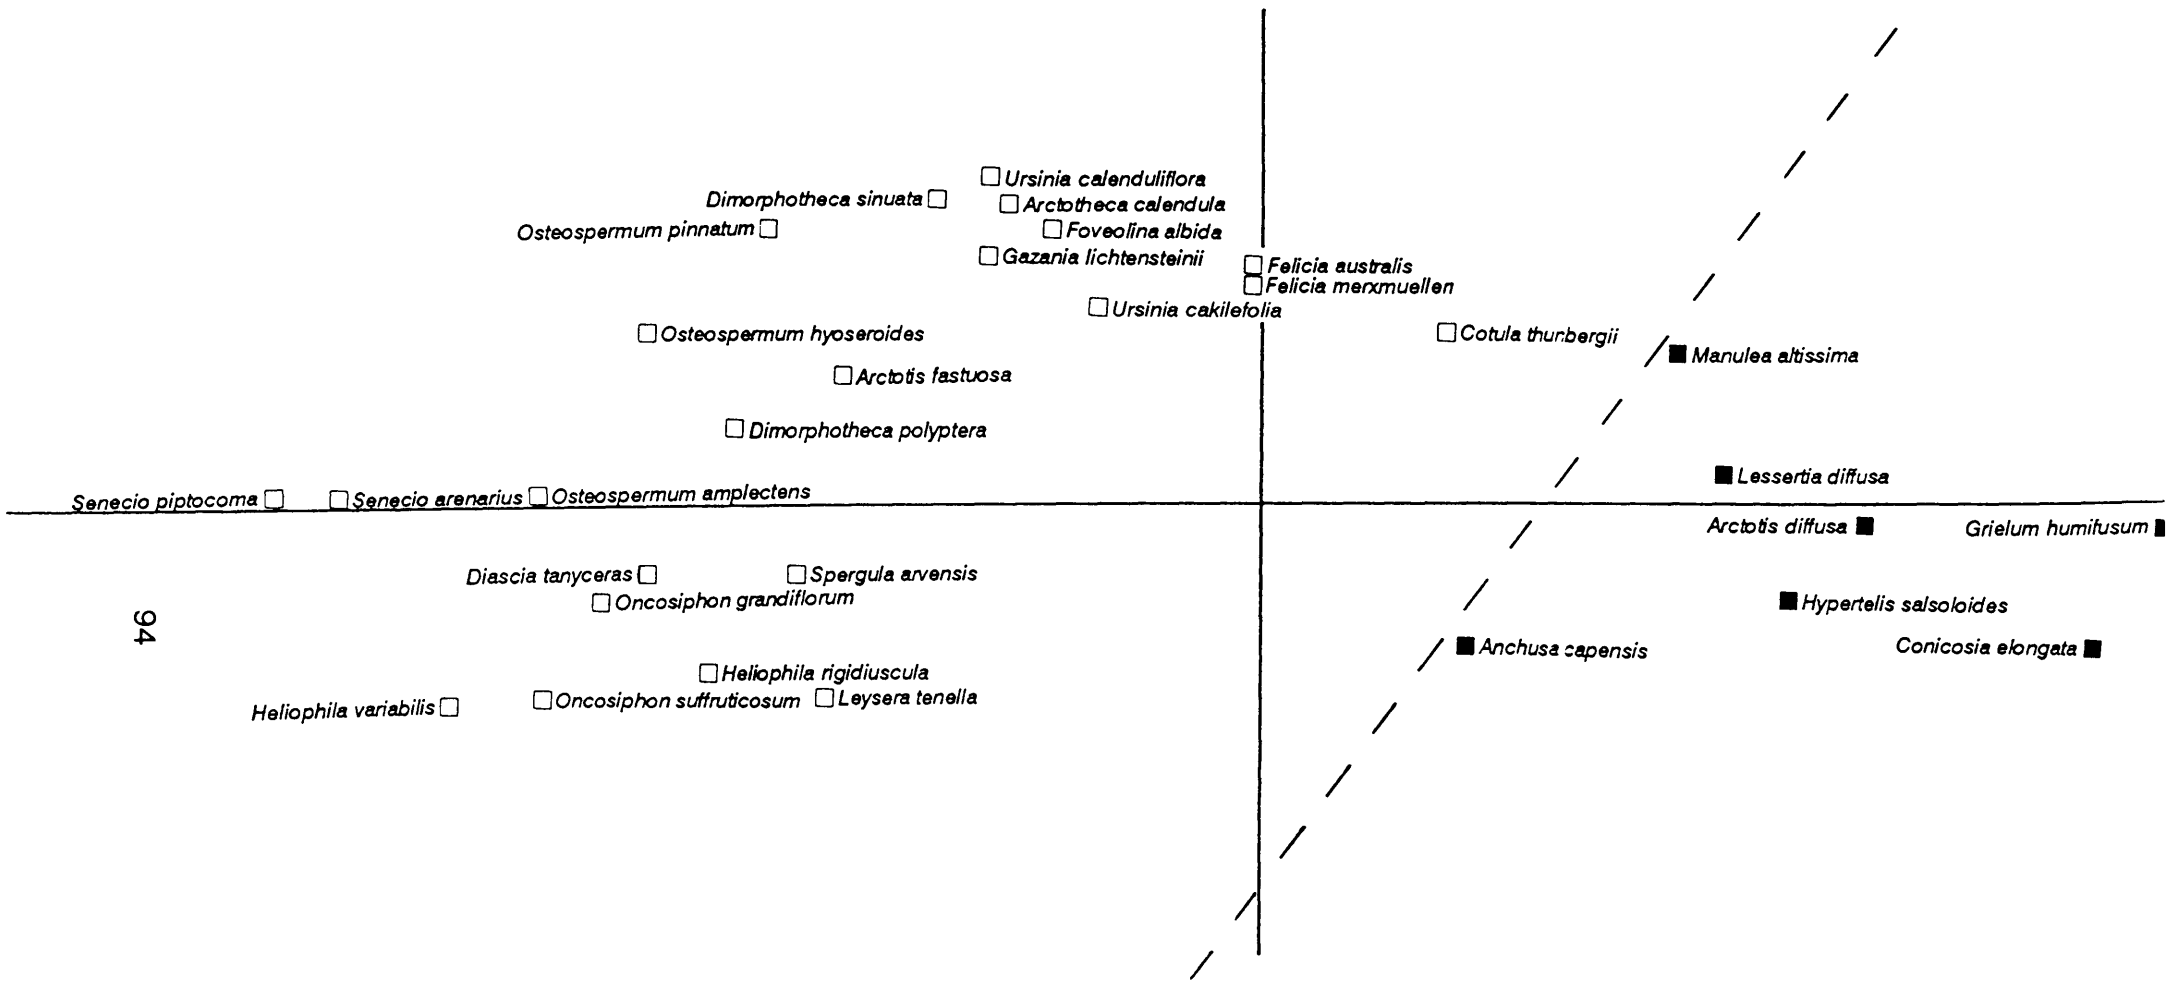 Ursinia calenduliflora
Dimorphotheca sinuata
Arctotheca calendula
Osteospermum pinnatum
Foveolina albida
Gazania lichtensteinii
Felicia australis
Felicia merxmuelleri
Ursinia cakilefolia
Osteospermum hyoseroides
Cotula thunbergii
Manulea altissima
Arctotis fastuosa
Dimorphotheca polyptera
Lessertia diffusa
Senecio piptocoma
Senecio arenarius
Osteospermum amplectens
Arctotis diffusa
Grielum humifusum
Diascia tanyceras
Spergula arvensis
Oncosiphon grandiflorum
Hypertelis salsoloides
94
Anchusa capensis
Conicosia elongata
Heliophila rigidiuscula
Heliophila variabilis
Oncosiphon suffruticosum
Leysera tenella